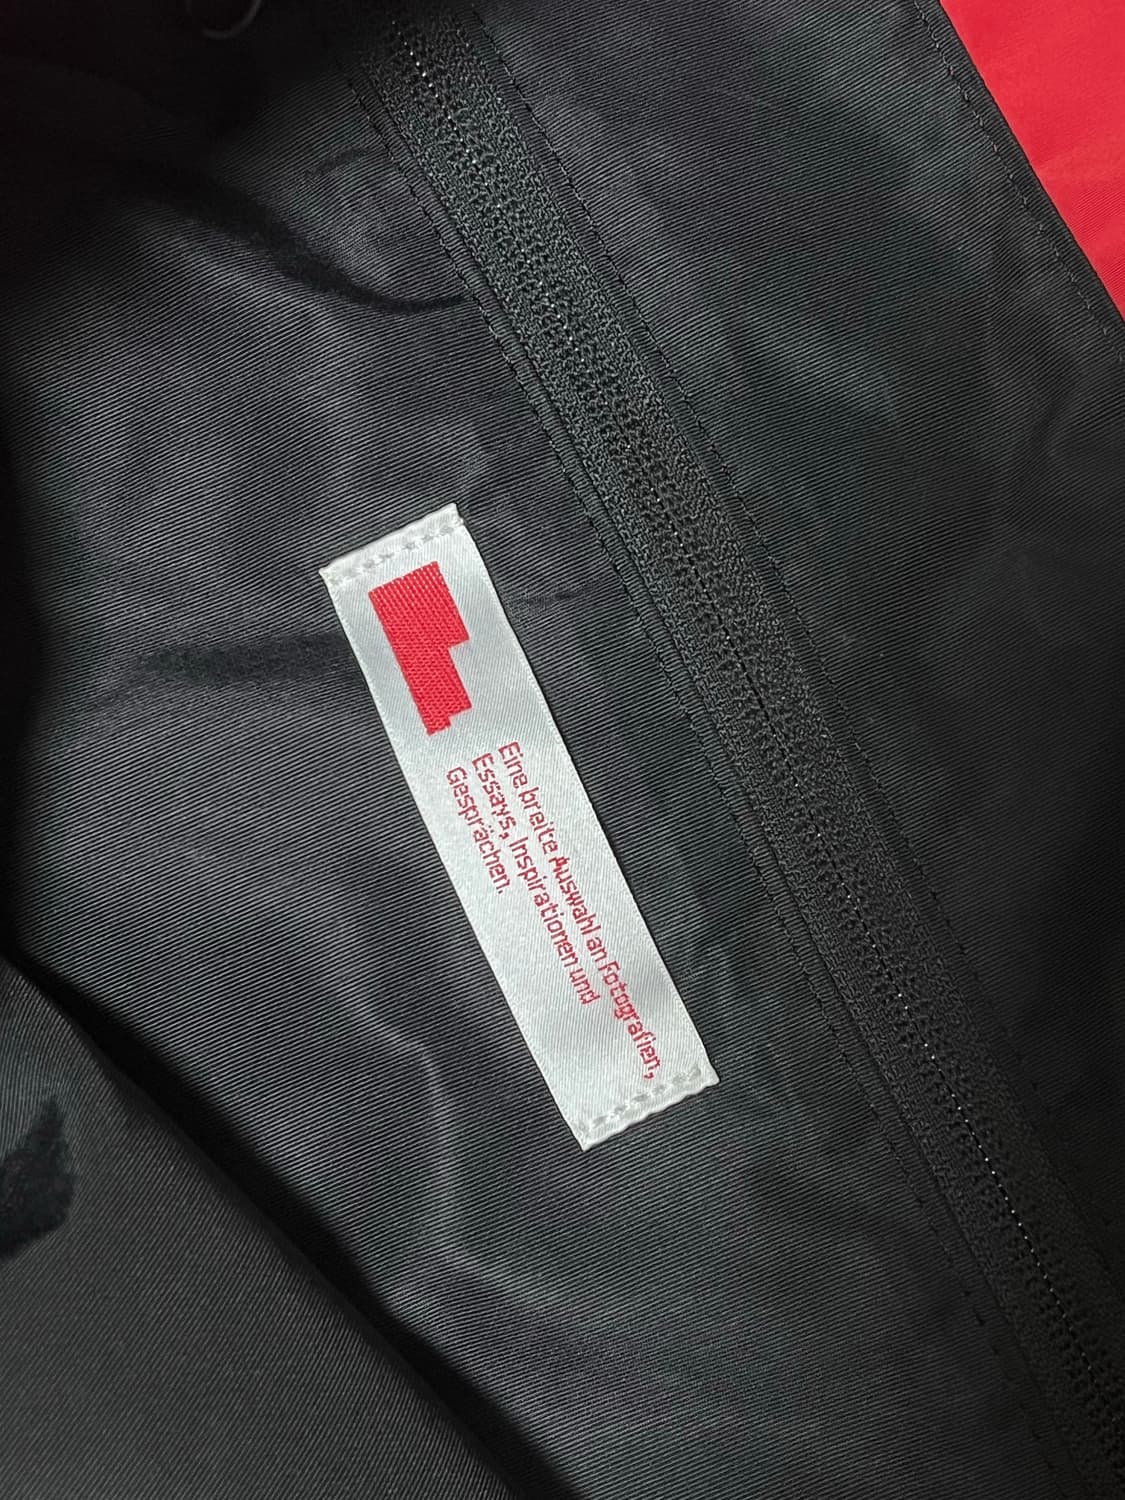 Eine breite Auswahl an Fotografien,
Essays, Inspirationen und
Gesprächen.